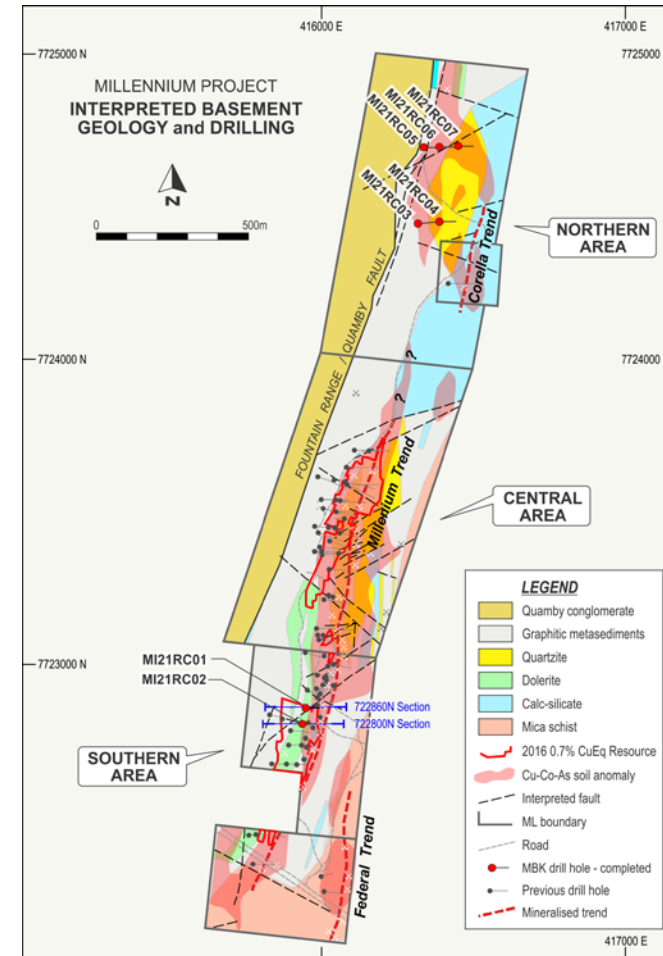 416000 E
417000 E
7725000 N
7725000
MILLENNIUM PROJECT
INTERPRETED BASEMENT
GEOLOGY and DRILLING
N
0
500m
MI21RC07
MI21RC06
MI21RC05
MI21RC04
MI21RC03
NORTHERN
AREA
Corella Trend
FOUNTAIN RANGE / QUAMBY FAULT
7724000 N
7724000
?
?
Millenium Trend
CENTRAL
AREA
7723000 N
MI21RC01
MI21RC02
722860N Section
722800N Section
SOUTHERN
AREA
Federal Trend
LEGEND
Quamby conglomerate
Graphitic metasediments
Quartzite
Dolerite
Calc-silicate
Mica schist
2016 0.7% CuEq Resource
Cu-Co-As soil anomaly
Interpreted fault
ML boundary
Road
MBK drill hole - completed
Previous drill hole
Mineralised trend
416000 E
417000 E